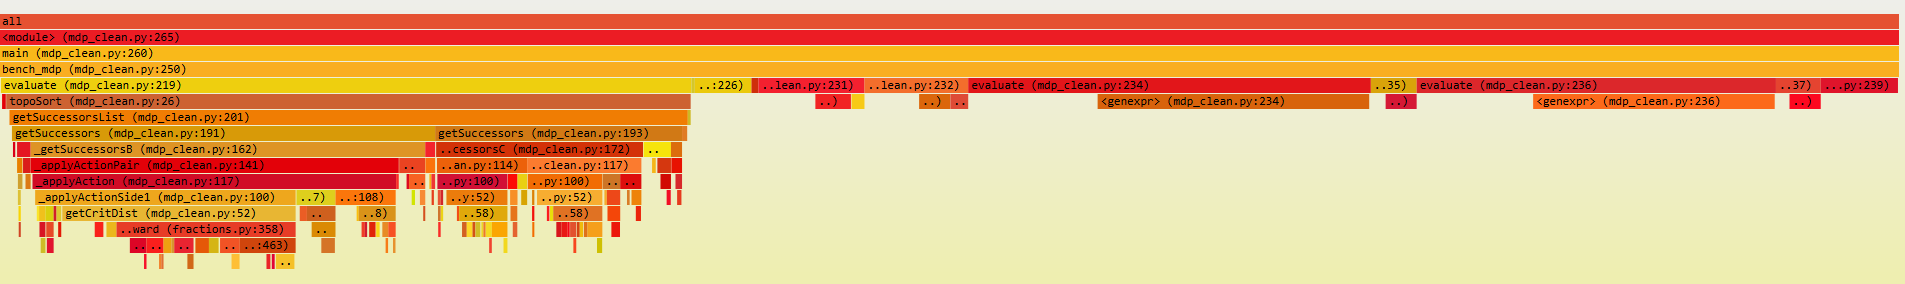 all
<module> (mdp_clean.py:265)
main (mdp_clean.py:260)
bench_mdp (mdp_clean.py:250)
evaluate (mdp_clean.py:219) ..:226) ..lean.py:231) ..lean.py:232) evaluate (mdp_clean.py:234) ..35) evaluate (mdp_clean.py:236) ..37) ...py:239)
topoSort (mdp_clean.py:26) ..) ..) ..) <genexpr> (mdp_clean.py:234) ..) <genexpr> (mdp_clean.py:236) ..)
getSuccessorsList (mdp_clean.py:201)
getSuccessors (mdp_clean.py:191) getSuccessors (mdp_clean.py:193)
_getSuccessorsB (mdp_clean.py:162) ..cessorsC (mdp_clean.py:172) ..
_applyActionPair (mdp_clean.py:141) .. ..an.py:114) ..clean.py:117)
_applyAction (mdp_clean.py:117) .. ..py:100) ..py:100) .. ..
_applyActionSide1 (mdp_clean.py:100) ..7) ..:108) ..y:52) ..py:52)
getCritDist (mdp_clean.py:52) .. ..8) ..58) ..58)
..ward (fractions.py:358) ..
.. .. .. .. ..:463)
..